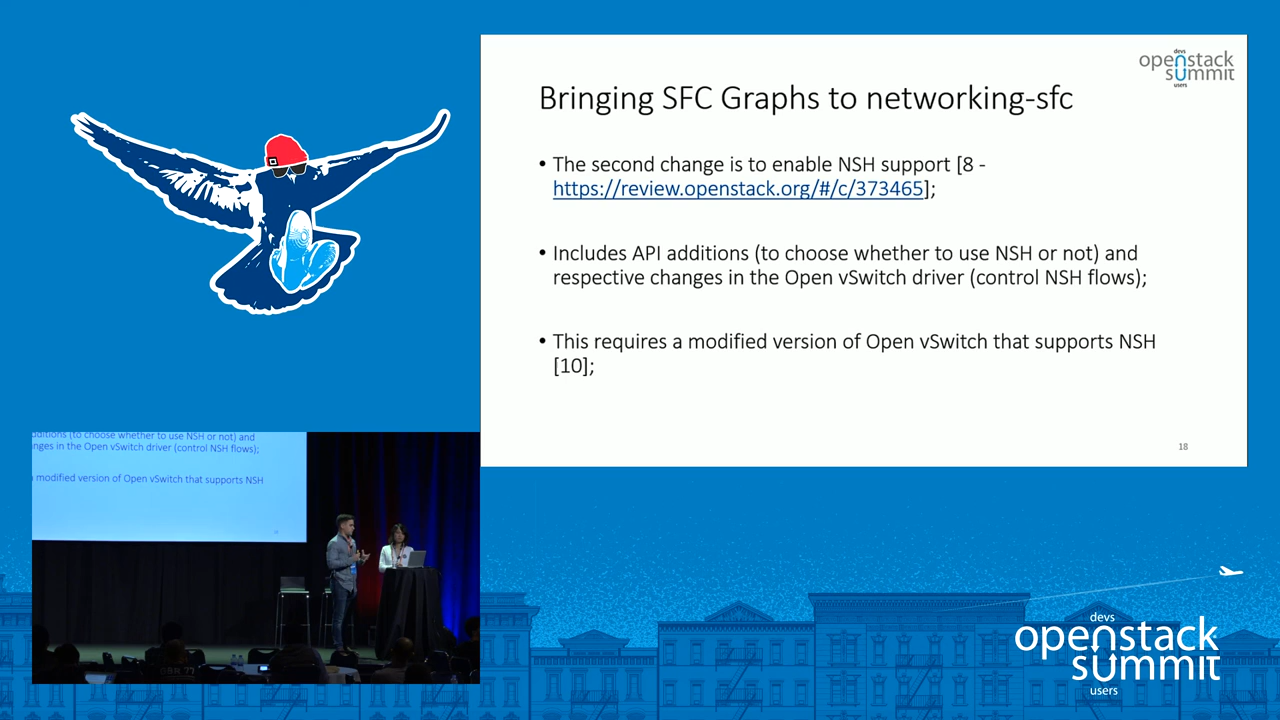 devs
openstack
summit
users
Bringing SFC Graphs to networking-sfc
• The second change is to enable NSH support [8 -
https://review.openstack.org/#/c/373465];
• Includes API additions (to choose whether to use NSH or not) and
respective changes in the Open vSwitch driver (control NSH flows);
• This requires a modified version of Open vSwitch that supports NSH
[10];
18
dditions (to choose whether to use NSH or not) and
nges in the Open vSwitch driver (control NSH flows);
modified version of Open vSwitch that supports NSH
devs
openstack
summit
users